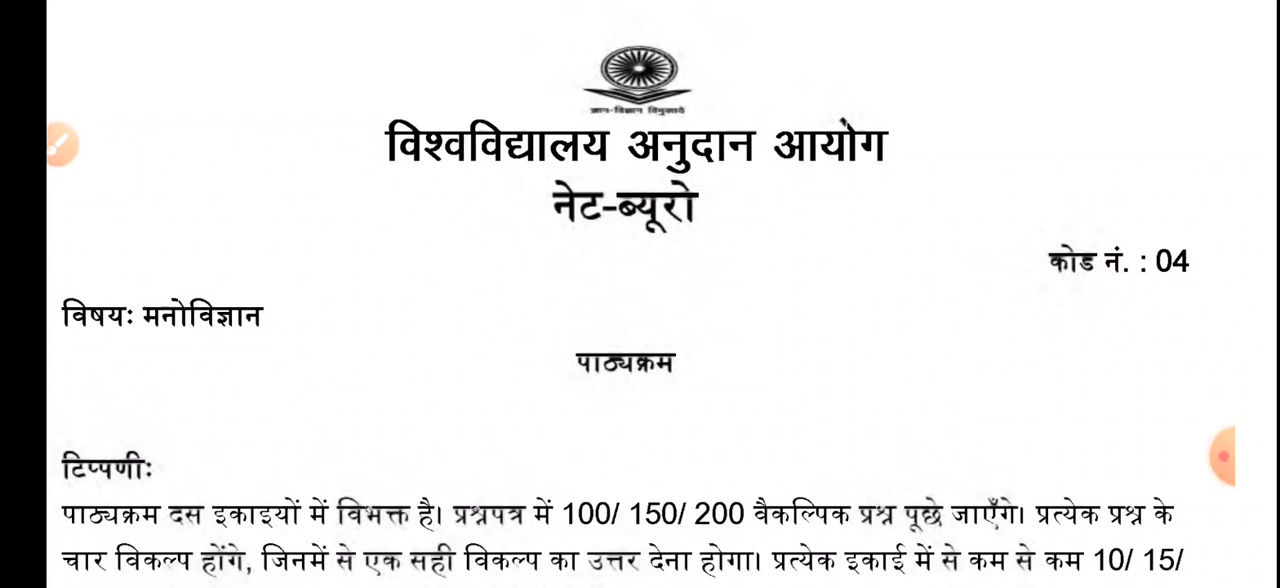 ज्ञान-विज्ञान विमुक्तये
विश्वविद्यालय अनुदान आयोग
नेट-ब्यूरो
कोड नं. : 04
विषयः मनोविज्ञान
पाठ्यक्रम
टिप्पणीः
पाठ्यक्रम दस इकाइयों में विभक्त है। प्रश्नपत्र में 100/ 150/ 200 वैकल्पिक प्रश्न पूछे जाएँगे। प्रत्येक प्रश्न के
चार विकल्प होंगे, जिनमें से एक सही विकल्प का उत्तर देना होगा। प्रत्येक इकाई में से कम से कम 10/ 15/